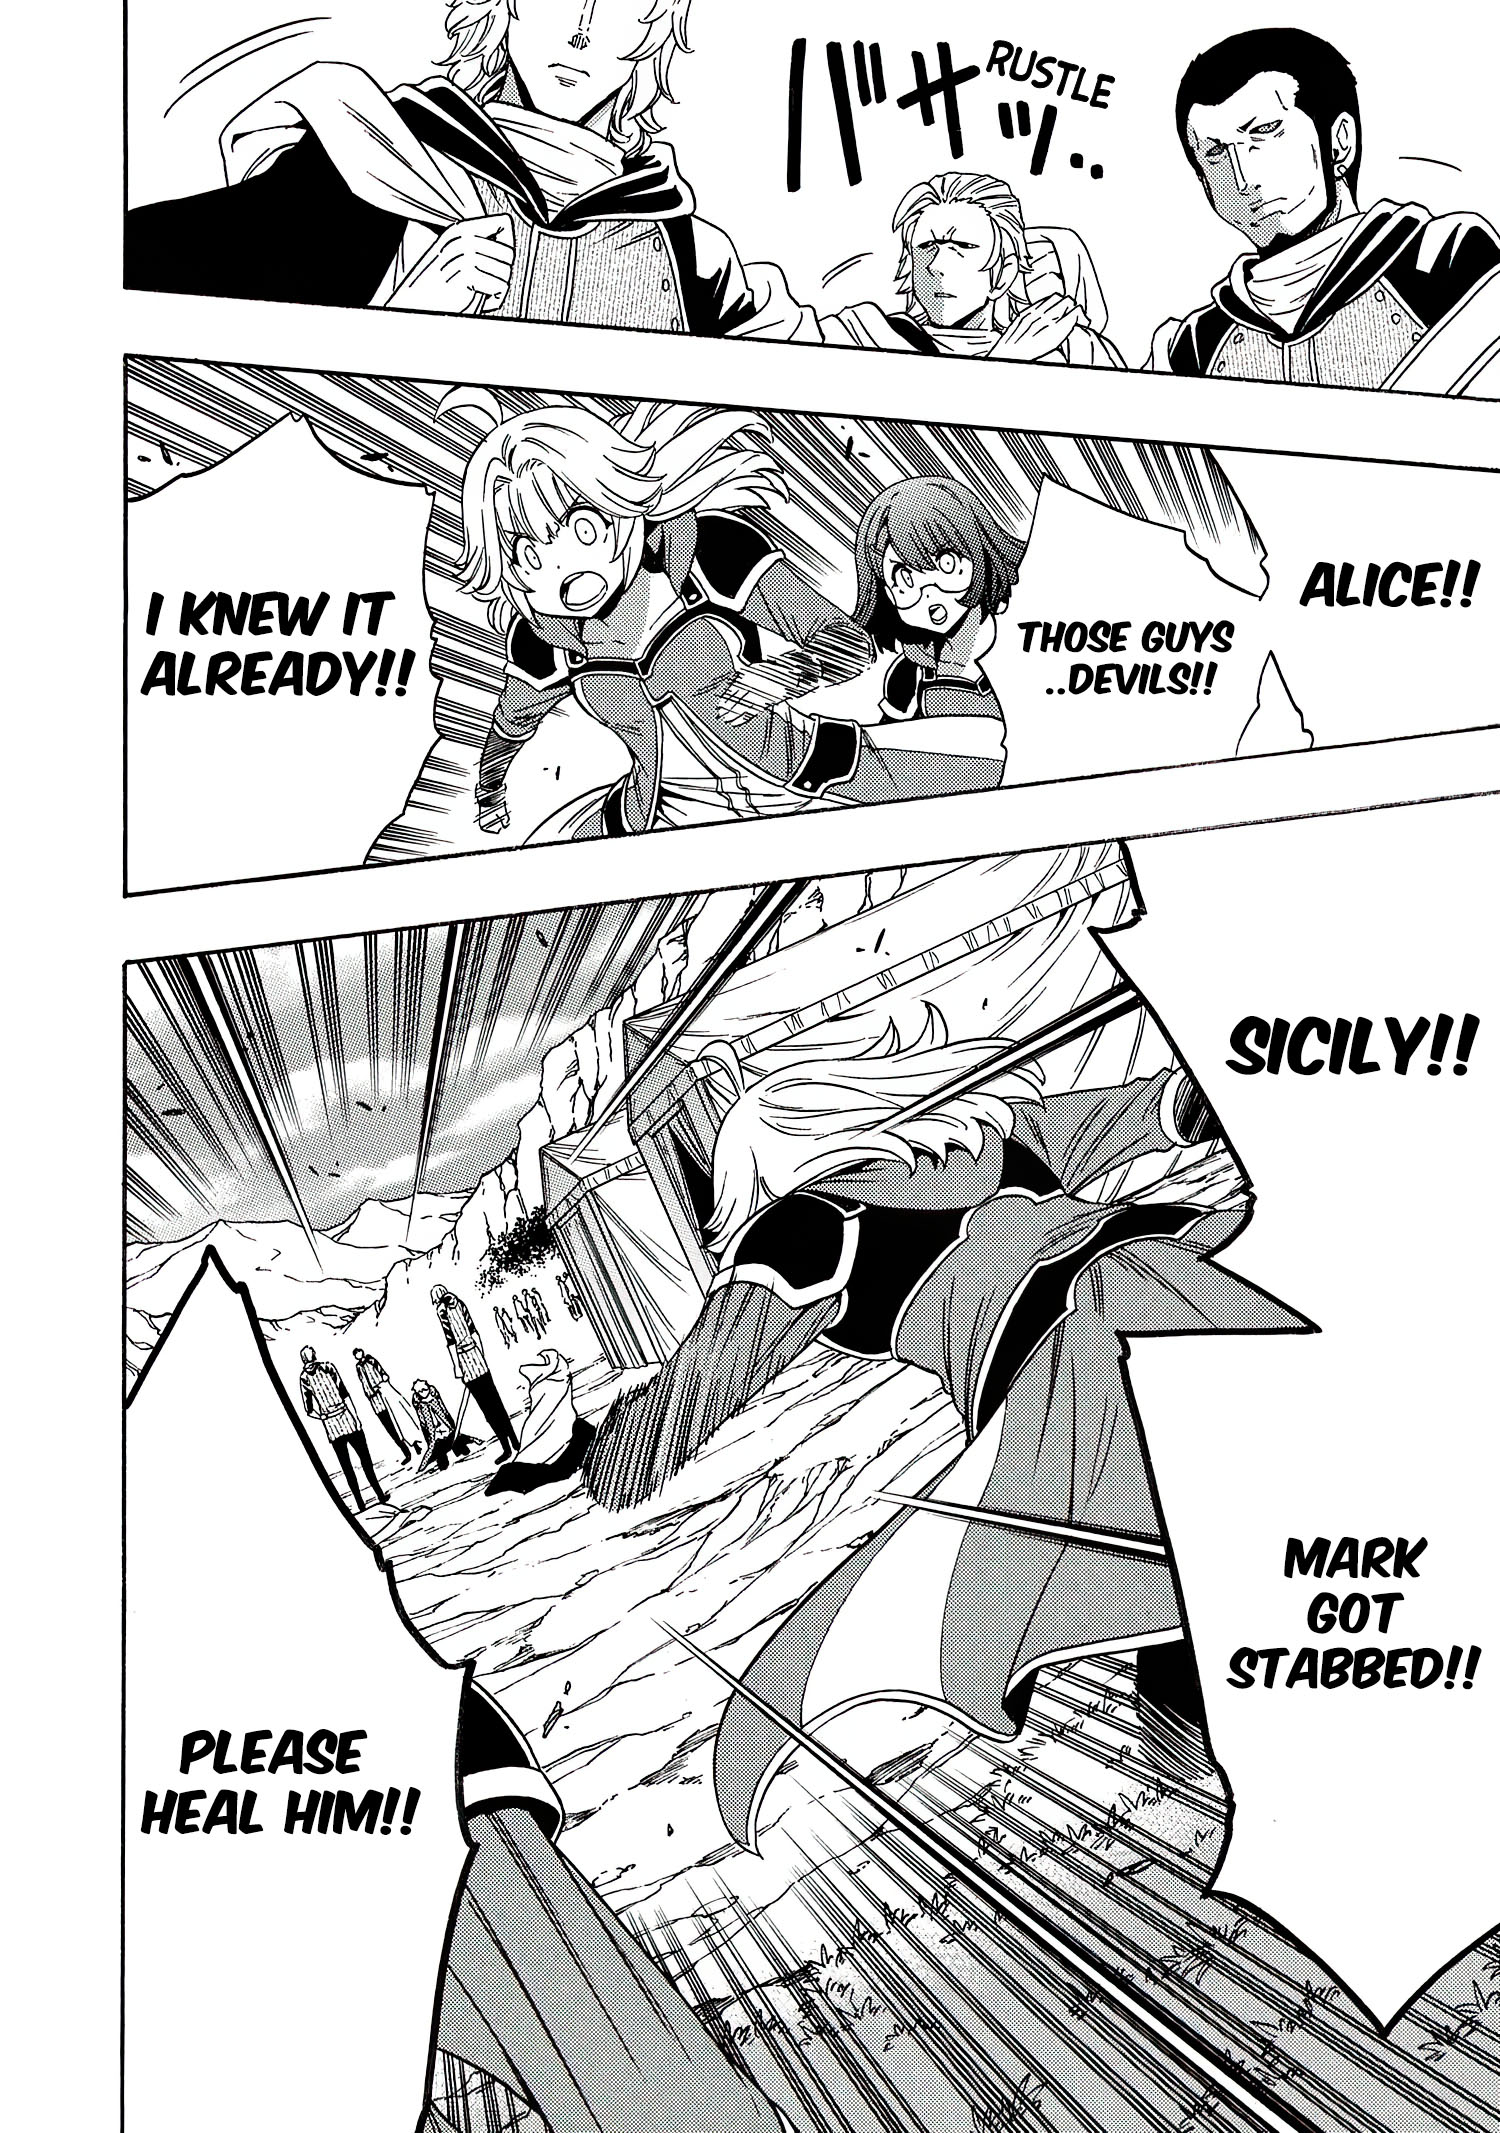 バサッ..
RUSTLE
ALICE!!
THOSE GUYS
..DEVILS!!
I KNEW IT
ALREADY!!
SICILY!!
MARK
GOT
STABBED!!
PLEASE
HEAL HIM!!